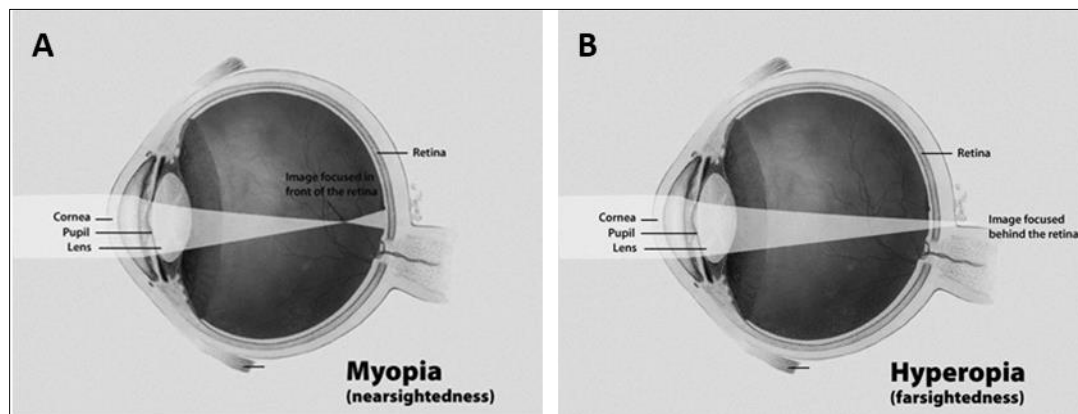 A
Retina
Image focused in
front of the retina
Cornea
Pupil
Lens
Myopia
(nearsightedness)
B
Retina
Cornea
Pupil
Lens
Image focused
behind the retina
Hyperopia
(farsightedness)